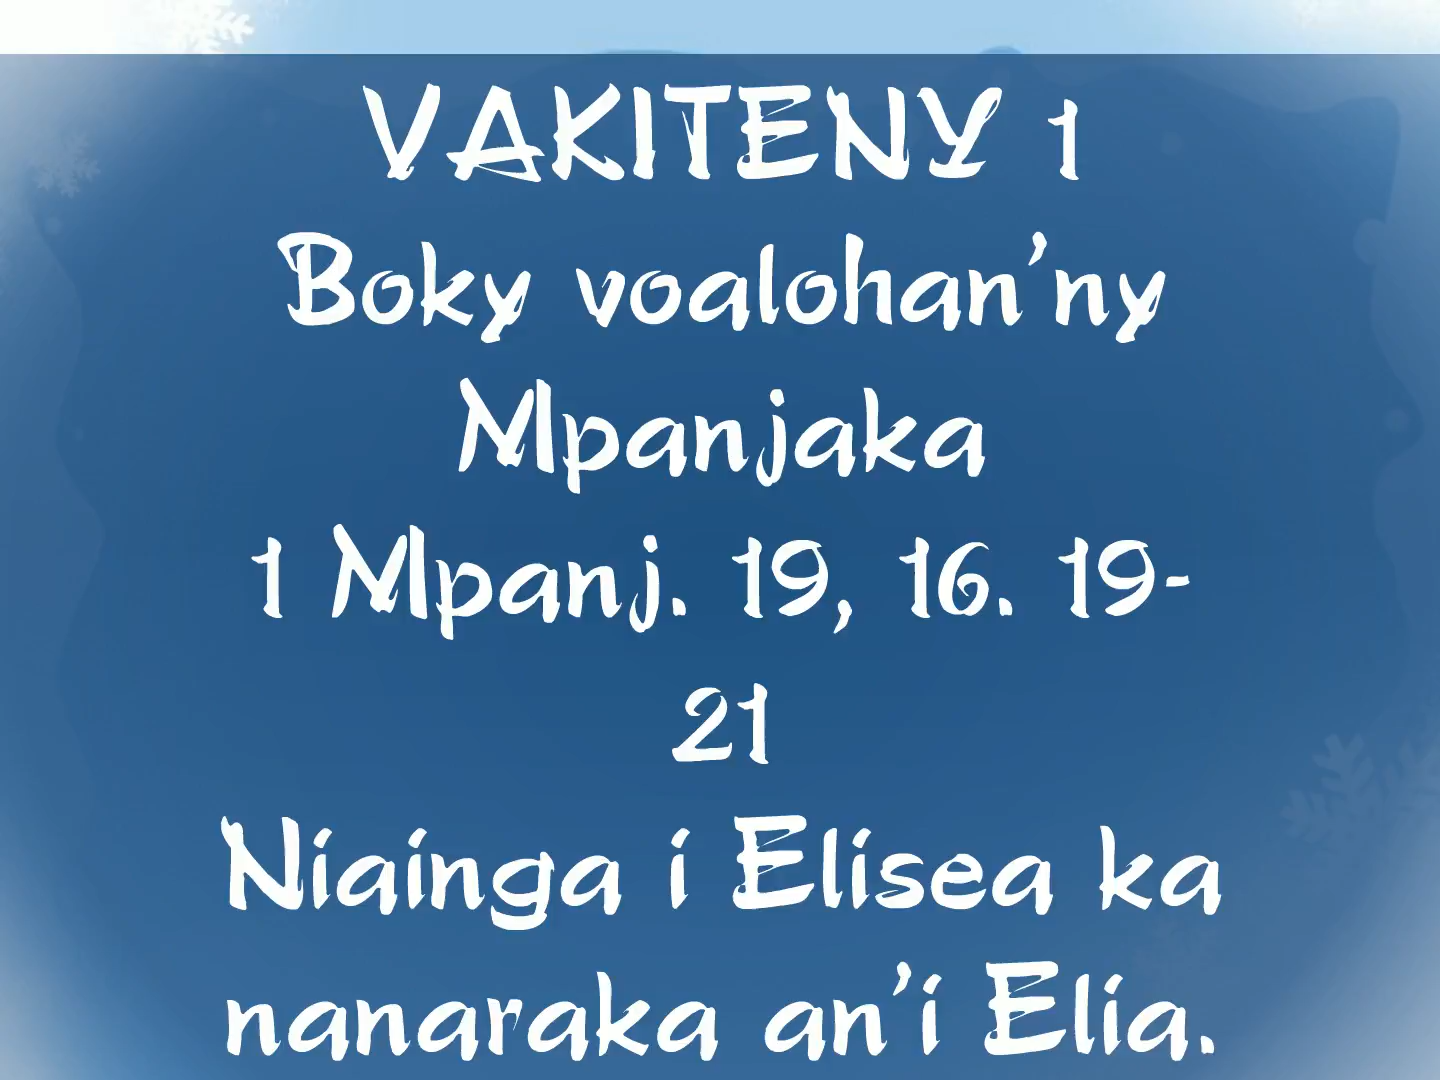 VAKITENY 1
Boky voalohan’ny
Mpanjaka
1 Mpanj. 19, 16. 19-
21
Niainga i Elisea ka
nanaraka an’i Elia.